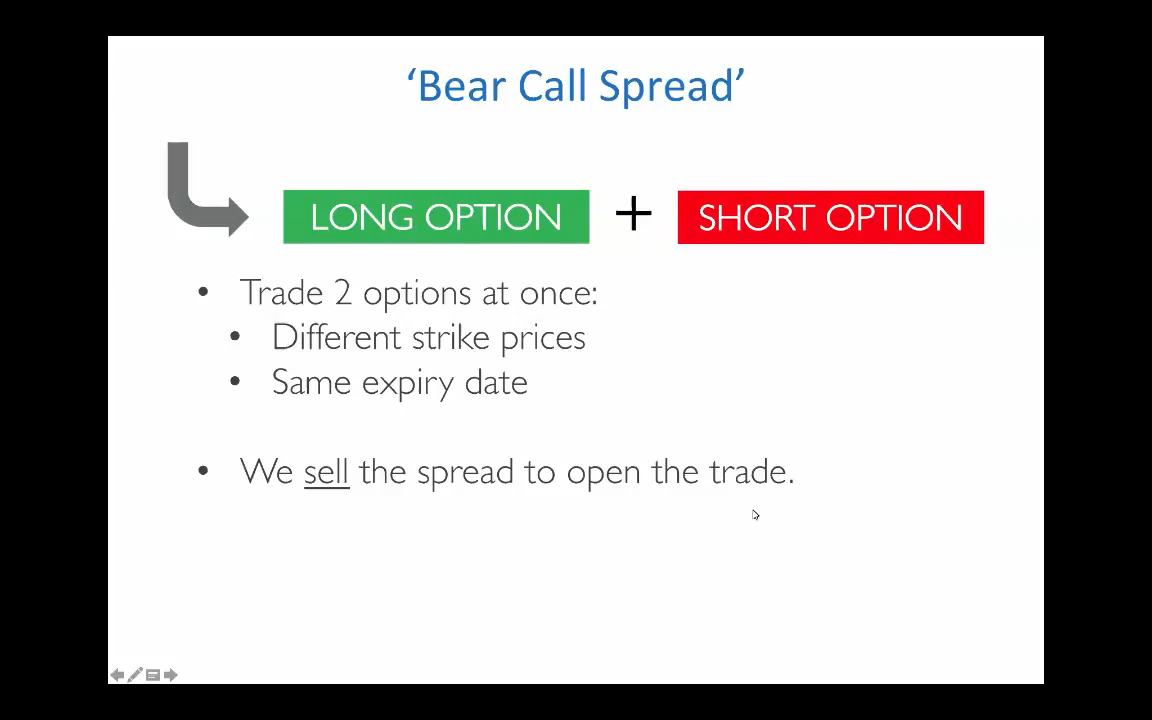 ‘Bear Call Spread’
LONG OPTION + SHORT OPTION
• Trade 2 options at once:
• Different strike prices
• Same expiry date
• We sell the spread to open the trade.